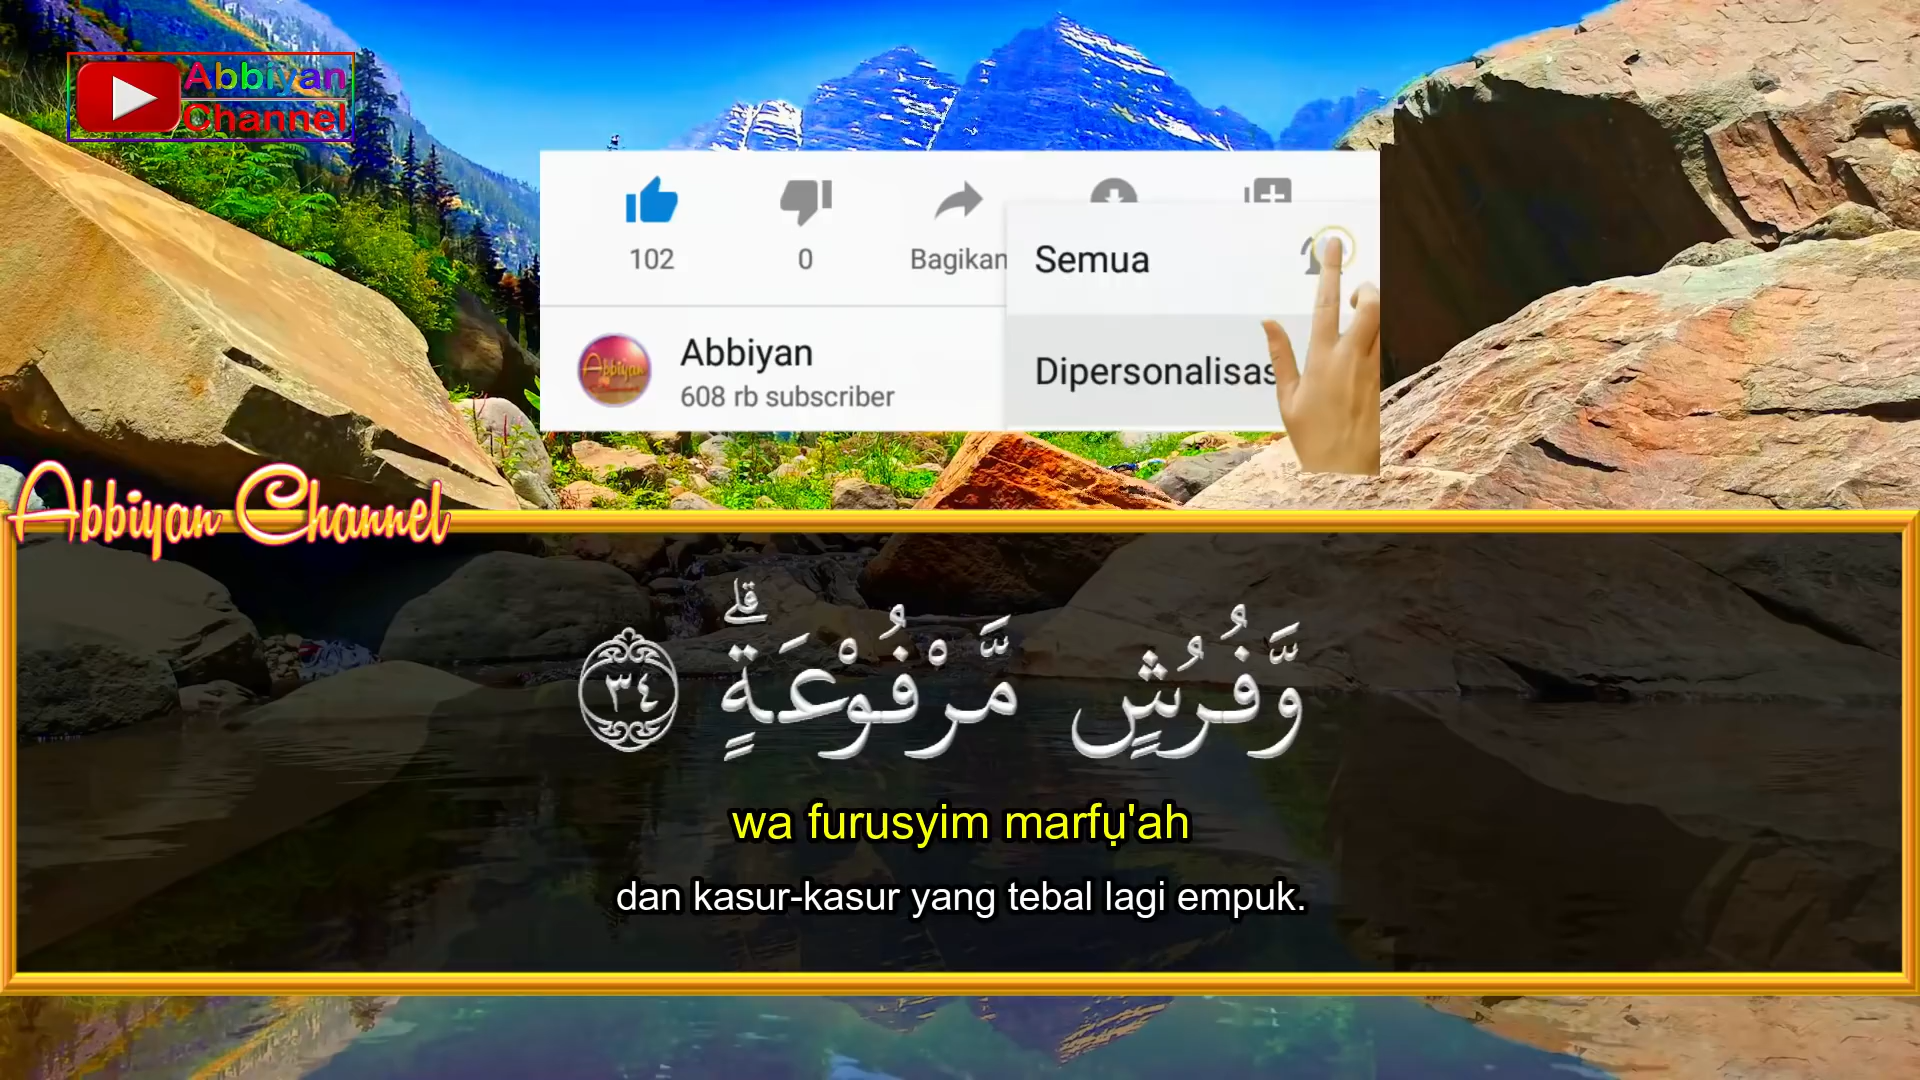 Abbiyan
Channel
102
0
Bagikan
Semua
Dipersonalisas
Abbiyan
Abbiyan
608 rb subscriber
Abbiyan Channel
وَّفُرُشٍ مَّرْفُوْعَةٍۗ ٣٤
wa furusyim marfụ'ah
dan kasur-kasur yang tebal lagi empuk.